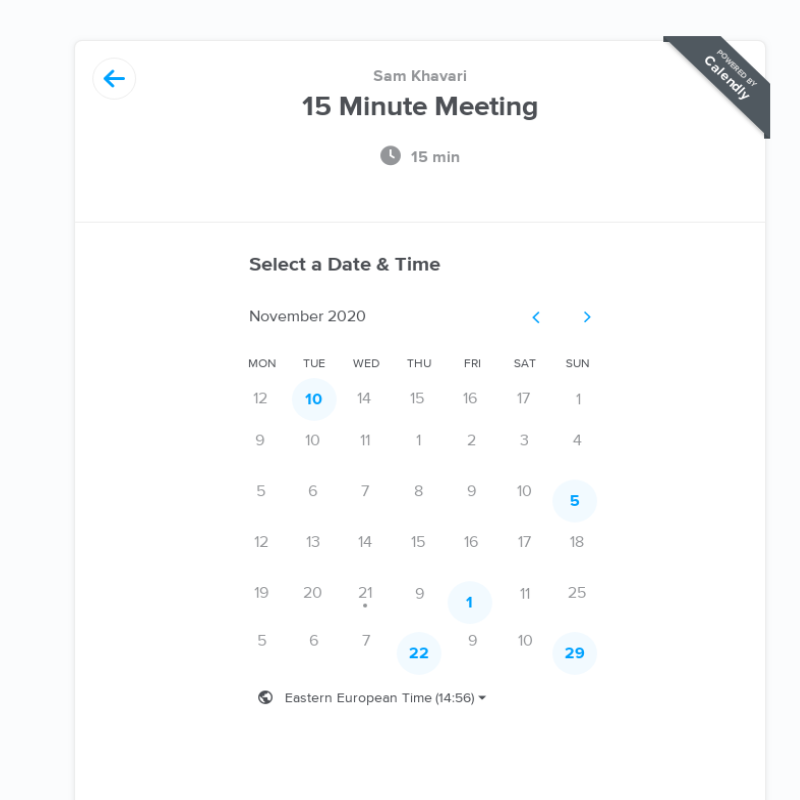 POWERED BY
Calendly
Sam Khavari
15 Minute Meeting
15 min
Select a Date & Time
November 2020
MON TUE WED THU FRI SAT SUN
12 10 14 15 16 17 1
9 10 11 1 2 3 4
5 6 7 8 9 10 5
12 13 14 15 16 17 18
19 20 21 9 1 11 25
5 6 7 22 9 10 29
Eastern European Time (14:56)